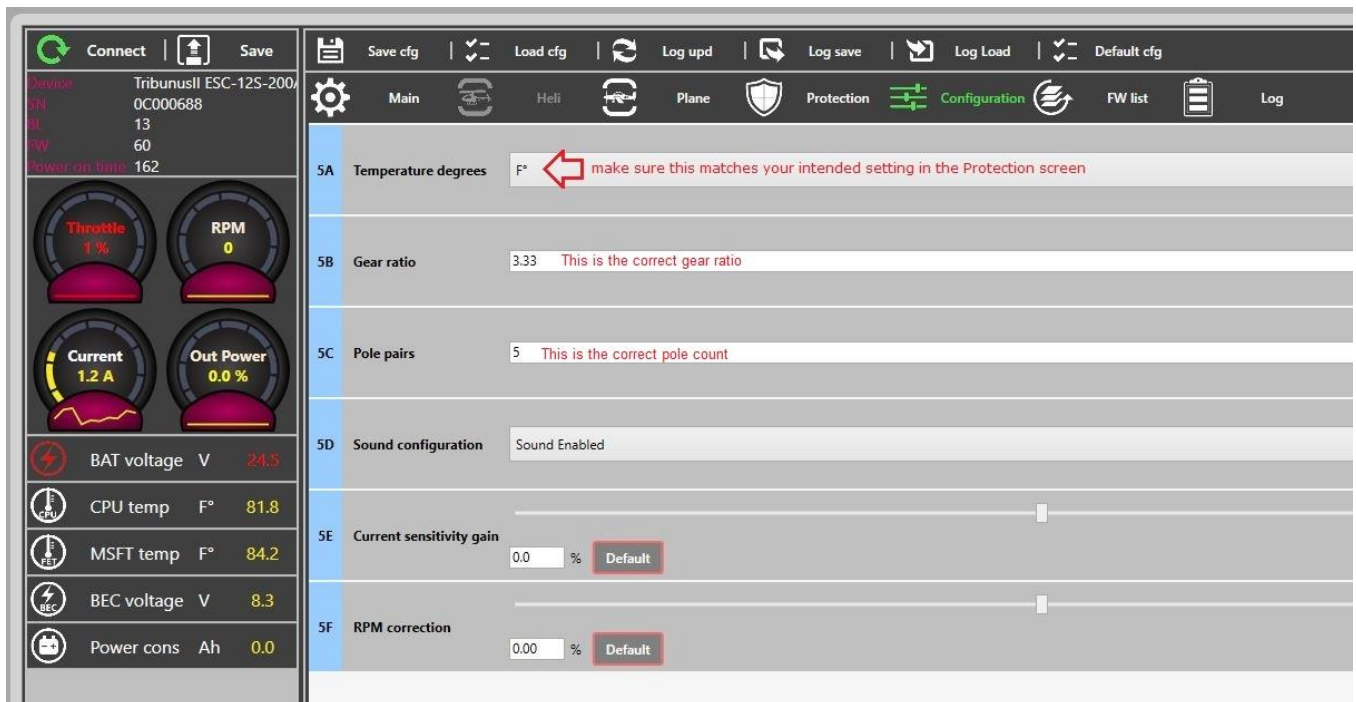 Connect | Save
Save cfg | Load cfg | Log upd | Log save | Log Load | Default cfg
Device TribunusII ESC-12S-200A
SN 0C000688
BL 13
FW 60
Power on time 162
Main Heli Plane Protection Configuration FW list Log
Throttle
1 %
RPM
0
Current
1.2 A
Out Power
0.0 %
BAT voltage V 24.5
CPU
CPU temp F° 81.8
FET
MSFT temp F° 84.2
BEC
BEC voltage V 8.3
Power cons Ah 0.0
5A Temperature degrees F° make sure this matches your intended setting in the Protection screen
5B Gear ratio 3.33 This is the correct gear ratio
5C Pole pairs 5 This is the correct pole count
5D Sound configuration Sound Enabled
5E Current sensitivity gain
0.0 % Default
5F RPM correction
0.00 % Default